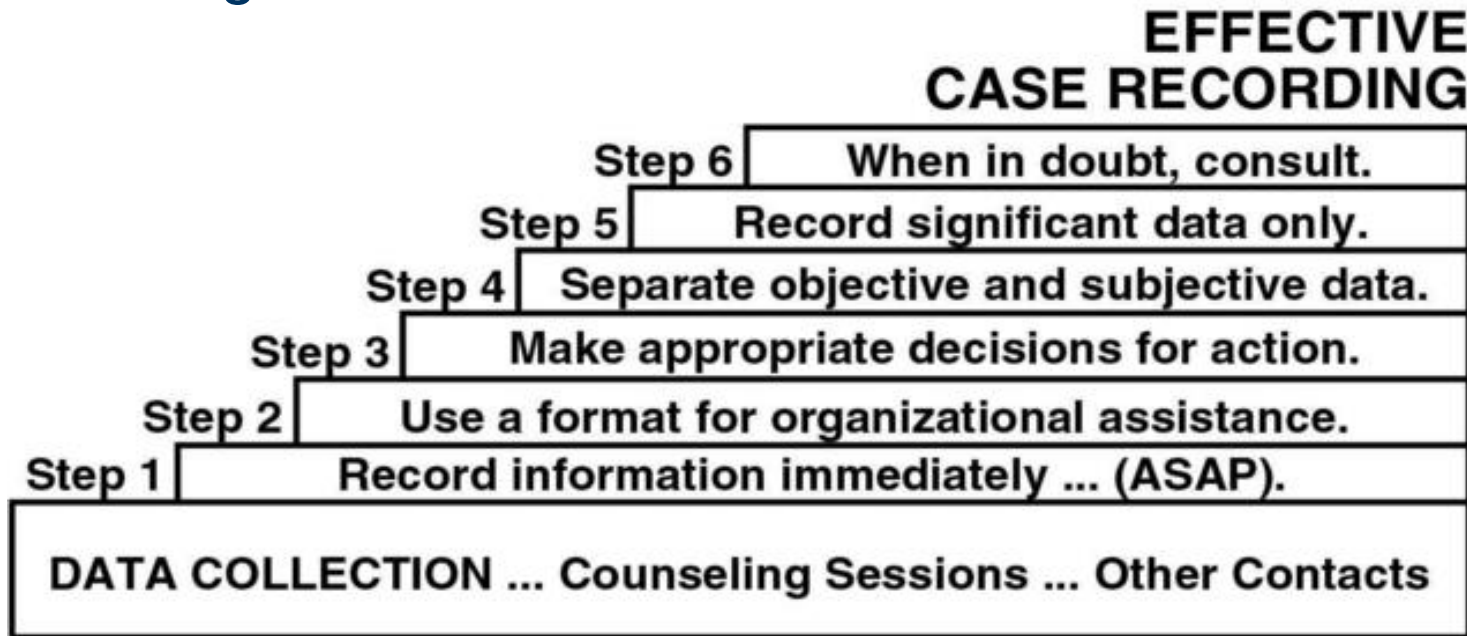 EFFECTIVE
CASE RECORDING
Step 6 When in doubt, consult.
Step 5 Record significant data only.
Step 4 Separate objective and subjective data.
Step 3 Make appropriate decisions for action.
Step 2 Use a format for organizational assistance.
Step 1 Record information immediately ... (ASAP).
DATA COLLECTION ... Counseling Sessions ... Other Contacts